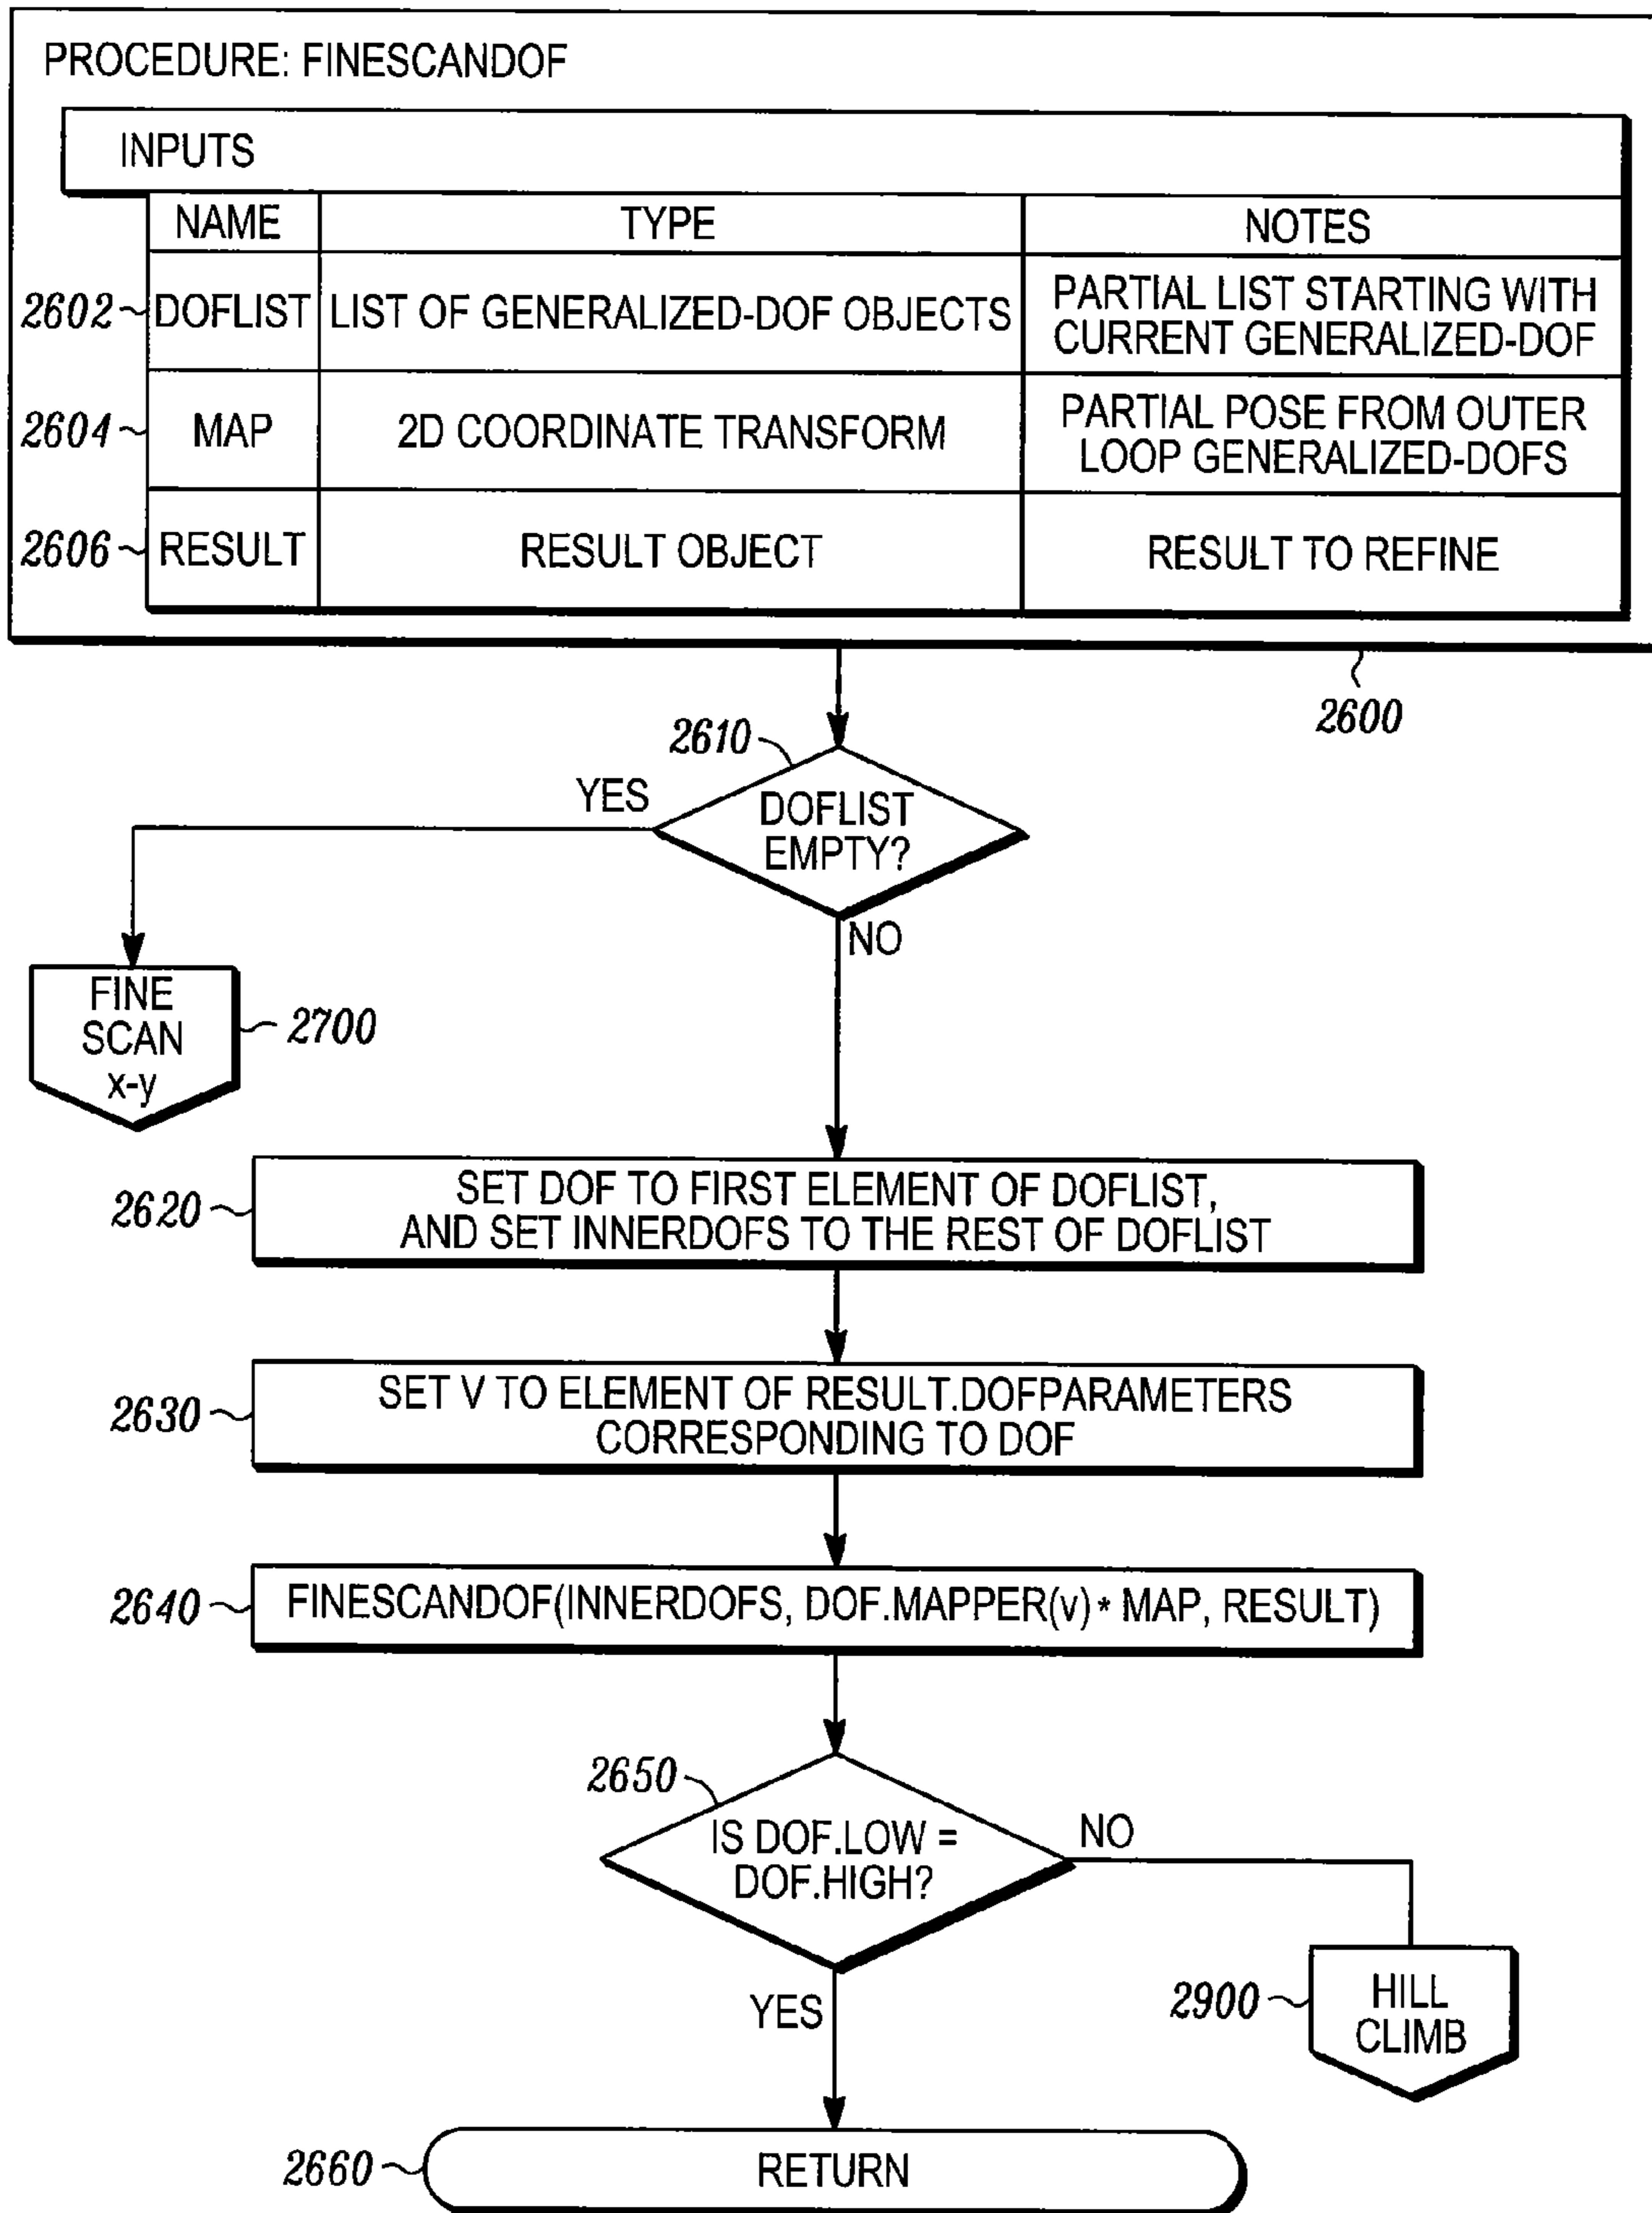 PROCEDURE: FINESCANDOF
INPUTS
NAME TYPE NOTES
2602 DOFLIST LIST OF GENERALIZED-DOF OBJECTS PARTIAL LIST STARTING WITH
CURRENT GENERALIZED-DOF
2604 MAP 2D COORDINATE TRANSFORM PARTIAL POSE FROM OUTER
LOOP GENERALIZED-DOFS
2606 RESULT RESULT OBJECT RESULT TO REFINE
2600
2610
DOFLIST
EMPTY?
YES
NO
FINE
SCAN
x-y
2700
2620
SET DOF TO FIRST ELEMENT OF DOFLIST,
AND SET INNERDOFS TO THE REST OF DOFLIST
2630
SET V TO ELEMENT OF RESULT.DOFPARAMETERS
CORRESPONDING TO DOF
2640
FINESCANDOF(INNERDOFS, DOF.MAPPER(v) * MAP, RESULT)
2650
IS DOF.LOW =
DOF.HIGH?
NO
YES
2900
HILL
CLIMB
2660
RETURN